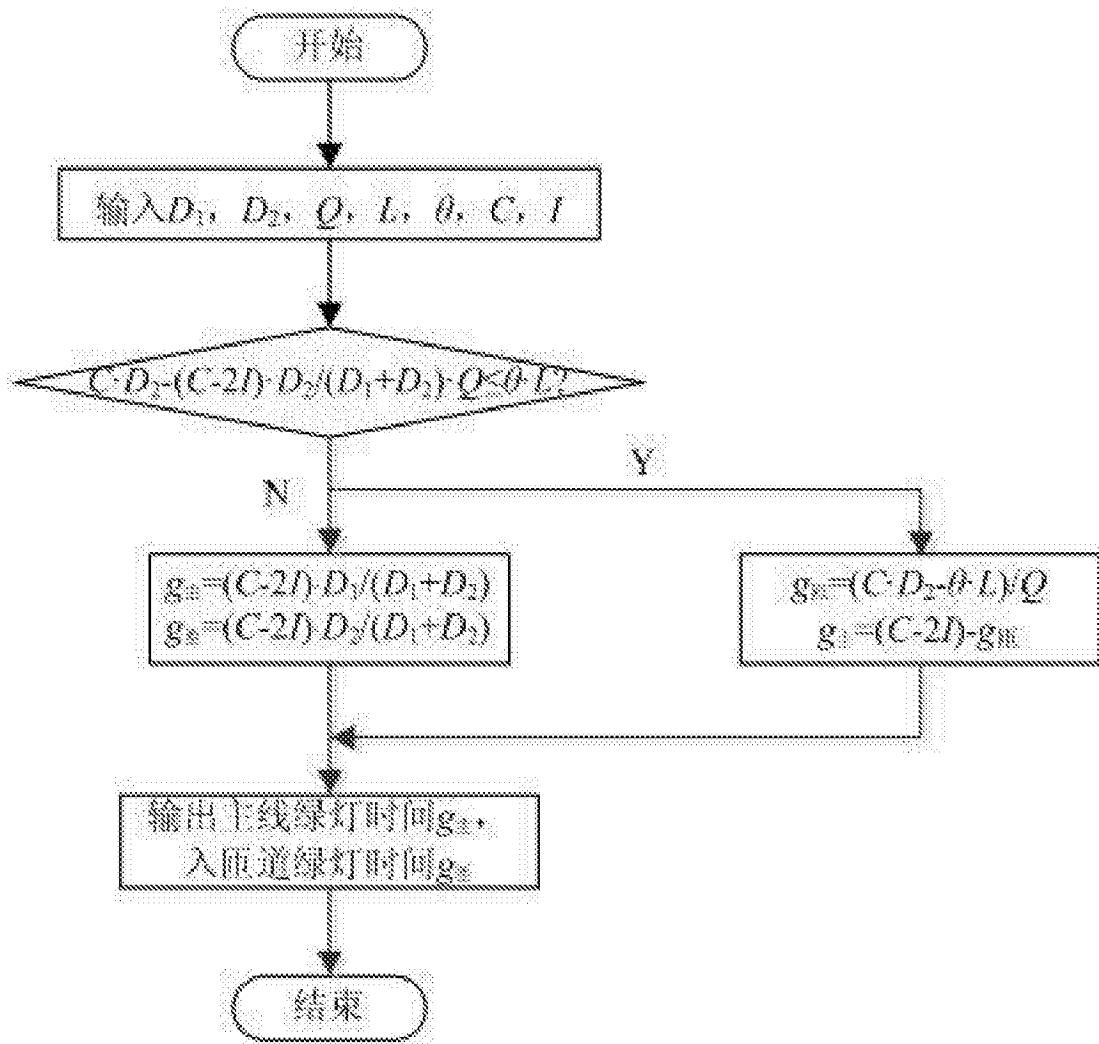 开始
输入D₁，D₂，Q，L，θ，C，I
C·D₂-(C-2I)·D₂/(D₁+D₂)·Q≤θ·L?
Y
N
g主=(C-2I)·D₁/(D₁+D₂)
g匝=(C-2I)·D₂/(D₁+D₂)
g匝=(C·D₂-θ·L)/Q
g主=(C-2I)-g匝
输出主线绿灯时间g主，
入匝道绿灯时间g匝
结束